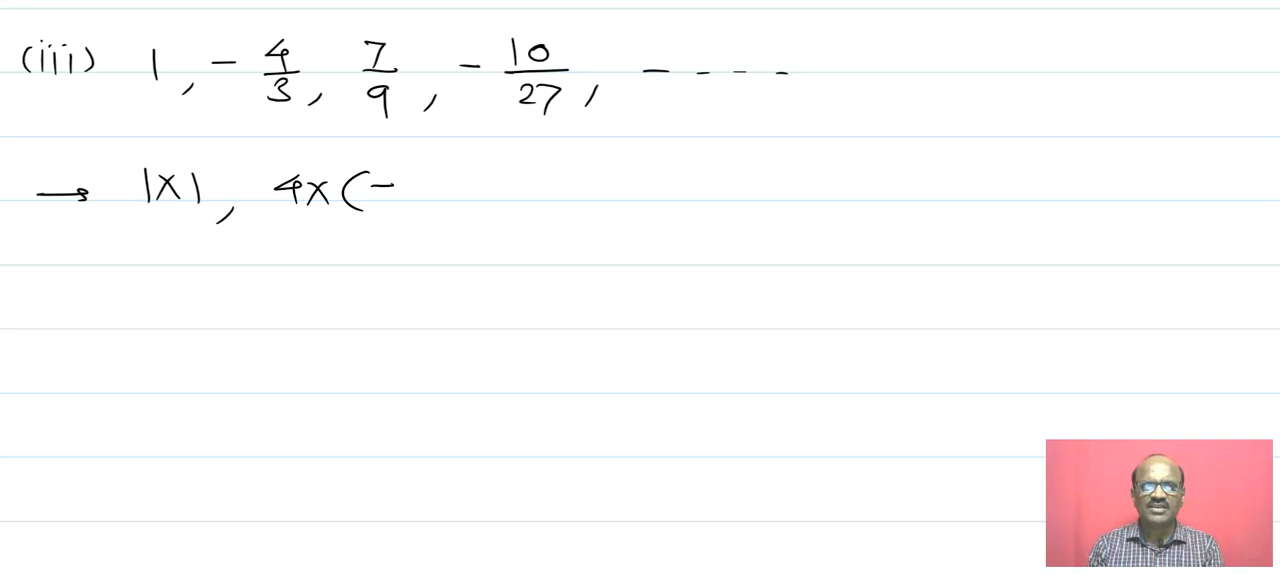 (iii) 1, - 4/3, 7/9, - 10/27, - - - - -
→ 1×1, 4×(-